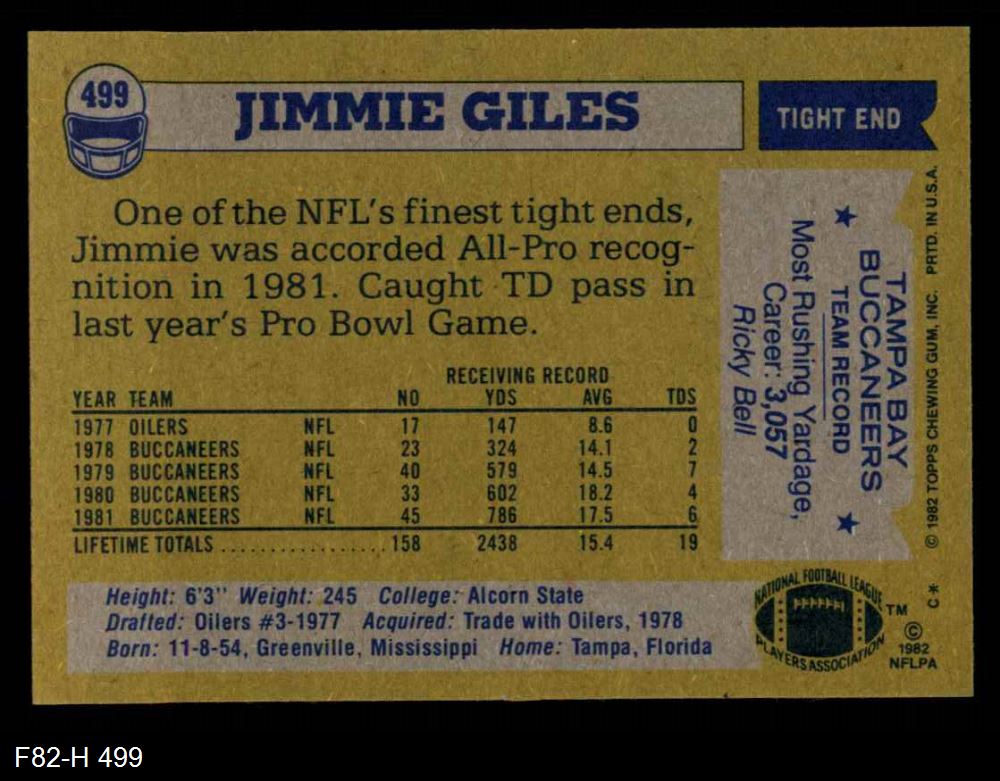 499
JIMMIE GILES
TIGHT END
One of the NFL's finest tight ends,
Jimmie was accorded All-Pro recog-
nition in 1981. Caught TD pass in
last year's Pro Bowl Game.
RECEIVING RECORD
YEAR TEAM NO YDS AVG TDS
1977 OILERS NFL 17 147 8.6 0
1978 BUCCANEERS NFL 23 324 14.1 2
1979 BUCCANEERS NFL 40 579 14.5 7
1980 BUCCANEERS NFL 33 602 18.2 4
1981 BUCCANEERS NFL 45 786 17.5 6
LIFETIME TOTALS ................ 158 2438 15.4 19
Height: 6'3" Weight: 245 College: Alcorn State
Drafted: Oilers #3-1977 Acquired: Trade with Oilers, 1978
Born: 11-8-54, Greenville, Mississippi Home: Tampa, Florida
TAMPA BAY
BUCCANEERS
TEAM RECORD
Most Rushing Yardage,
Career: 3,057
Ricky Bell
© 1982 TOPPS CHEWING GUM, INC. PRTD. IN U.S.A.
C *
NATIONAL FOOTBALL LEAGUE
PLAYERS ASSOCIATION
TM
©
1982
NFLPA
F82-H 499